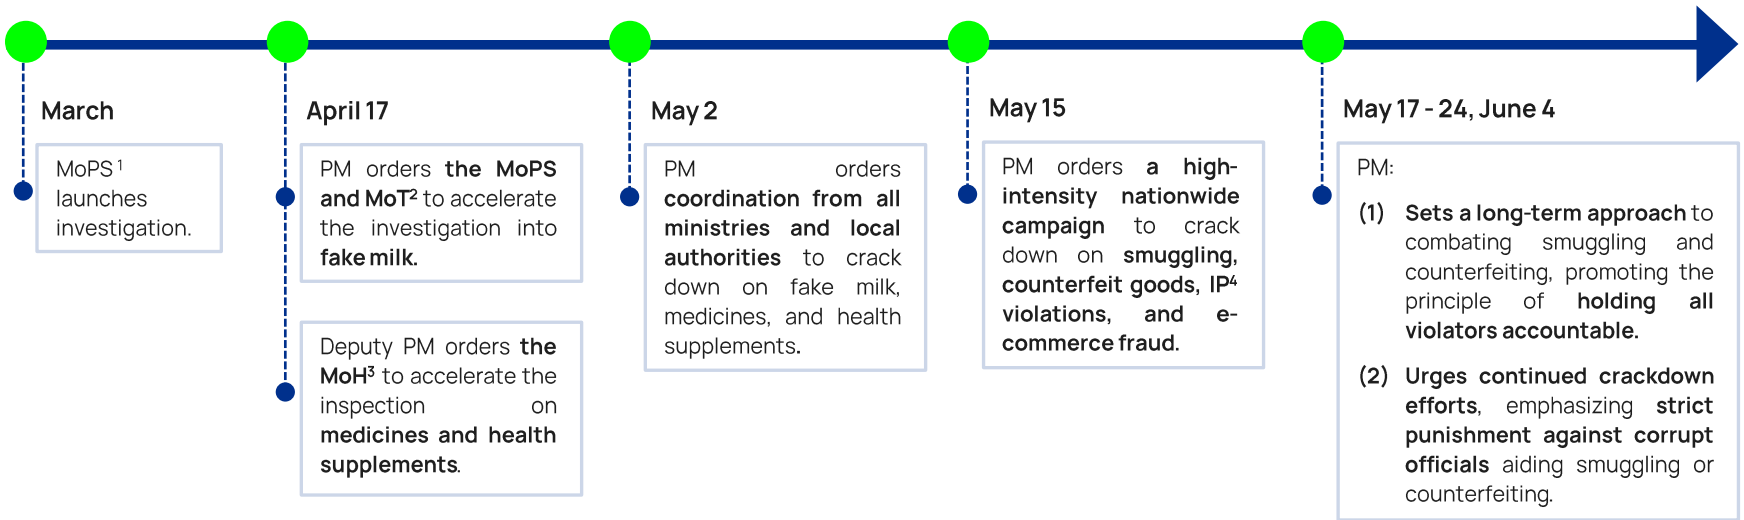 March
MoPS ¹
launches
investigation.
April 17
PM orders the MoPS
and MoT² to accelerate
the investigation into
fake milk.
Deputy PM orders the
MoH³ to accelerate the
inspection on
medicines and health
supplements.
May 2
PM orders
coordination from all
ministries and local
authorities to crack
down on fake milk,
medicines, and health
supplements.
May 15
PM orders a high-
intensity nationwide
campaign to crack
down on smuggling,
counterfeit goods, IP⁴
violations, and e-
commerce fraud.
May 17 - 24, June 4
PM:
(1) Sets a long-term approach to
combating smuggling and
counterfeiting, promoting the
principle of holding all
violators accountable.
(2) Urges continued crackdown
efforts, emphasizing strict
punishment against corrupt
officials aiding smuggling or
counterfeiting.